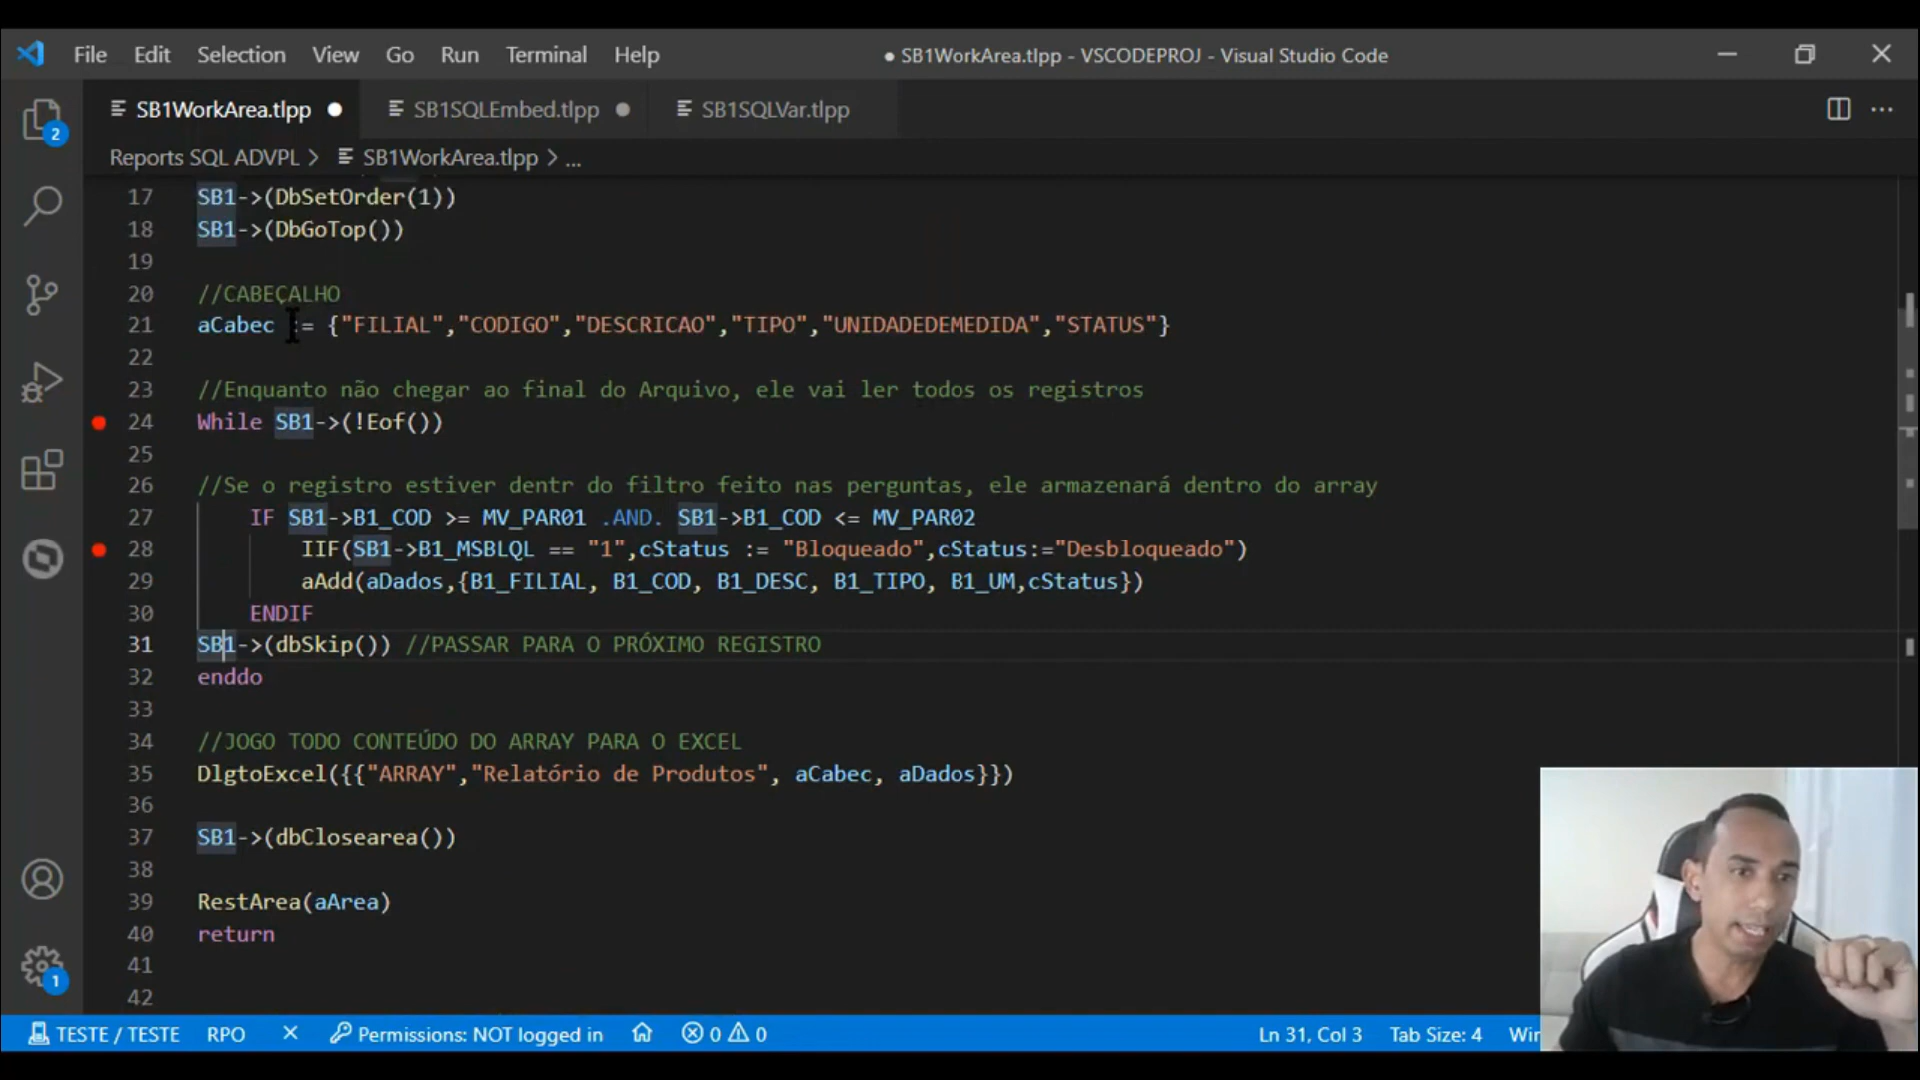 File Edit Selection View Go Run Terminal Help ● SB1WorkArea.tlpp - VSCODEPROJ - Visual Studio Code
SB1WorkArea.tlpp SB1SQLEmbed.tlpp SB1SQLVar.tlpp
2
Reports SQL ADVPL > SB1WorkArea.tlpp > ...
17 SB1->(DbSetOrder(1))
18 SB1->(DbGoTop())
19
20 //CABEÇALHO
21 aCabec := {"FILIAL","CODIGO","DESCRICAO","TIPO","UNIDADEDEMEDIDA","STATUS"}
22
23 //Enquanto não chegar ao final do Arquivo, ele vai ler todos os registros
24 While SB1->(!Eof())
25
26 //Se o registro estiver dentr do filtro feito nas perguntas, ele armazenará dentro do array
27 IF SB1->B1_COD >= MV_PAR01 .AND. SB1->B1_COD <= MV_PAR02
28 IIF(SB1->B1_MSBLQL == "1",cStatus := "Bloqueado",cStatus:="Desbloqueado")
29 aAdd(aDados,{B1_FILIAL, B1_COD, B1_DESC, B1_TIPO, B1_UM,cStatus})
30 ENDIF
31 SB1->(dbSkip()) //PASSAR PARA O PRÓXIMO REGISTRO
32 enddo
33
34 //JOGO TODO CONTEÚDO DO ARRAY PARA O EXCEL
35 DlgtoExcel({{"ARRAY","Relatório de Produtos", aCabec, aDados}})
36
37 SB1->(dbClosearea())
38
39 RestArea(aArea)
40 return
41
42
1
TESTE / TESTE RPO Permissions: NOT logged in 0 0 Ln 31, Col 3 Tab Size: 4